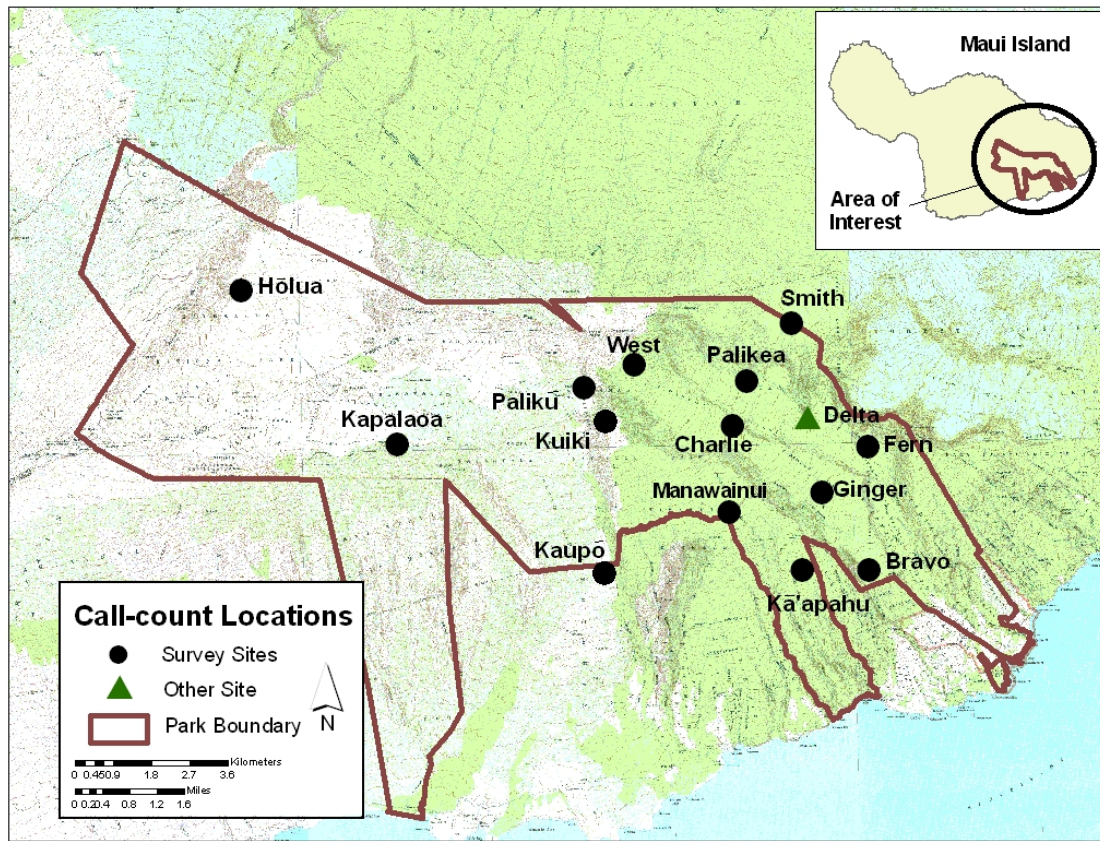 Maui Island
Area of
Interest
Hōlua
Smith
West
Palikea
Palikū
Kapalaoa
Kuiki
Charlie
Delta
Fern
Manawainui
Ginger
Kaupō
Bravo
Kā'apahu
Call-count Locations
Survey Sites
Other Site
Park Boundary
N
Kilometers
0 0.45 0.9 1.8 2.7 3.6
Miles
0 0.2 0.4 0.8 1.2 1.6